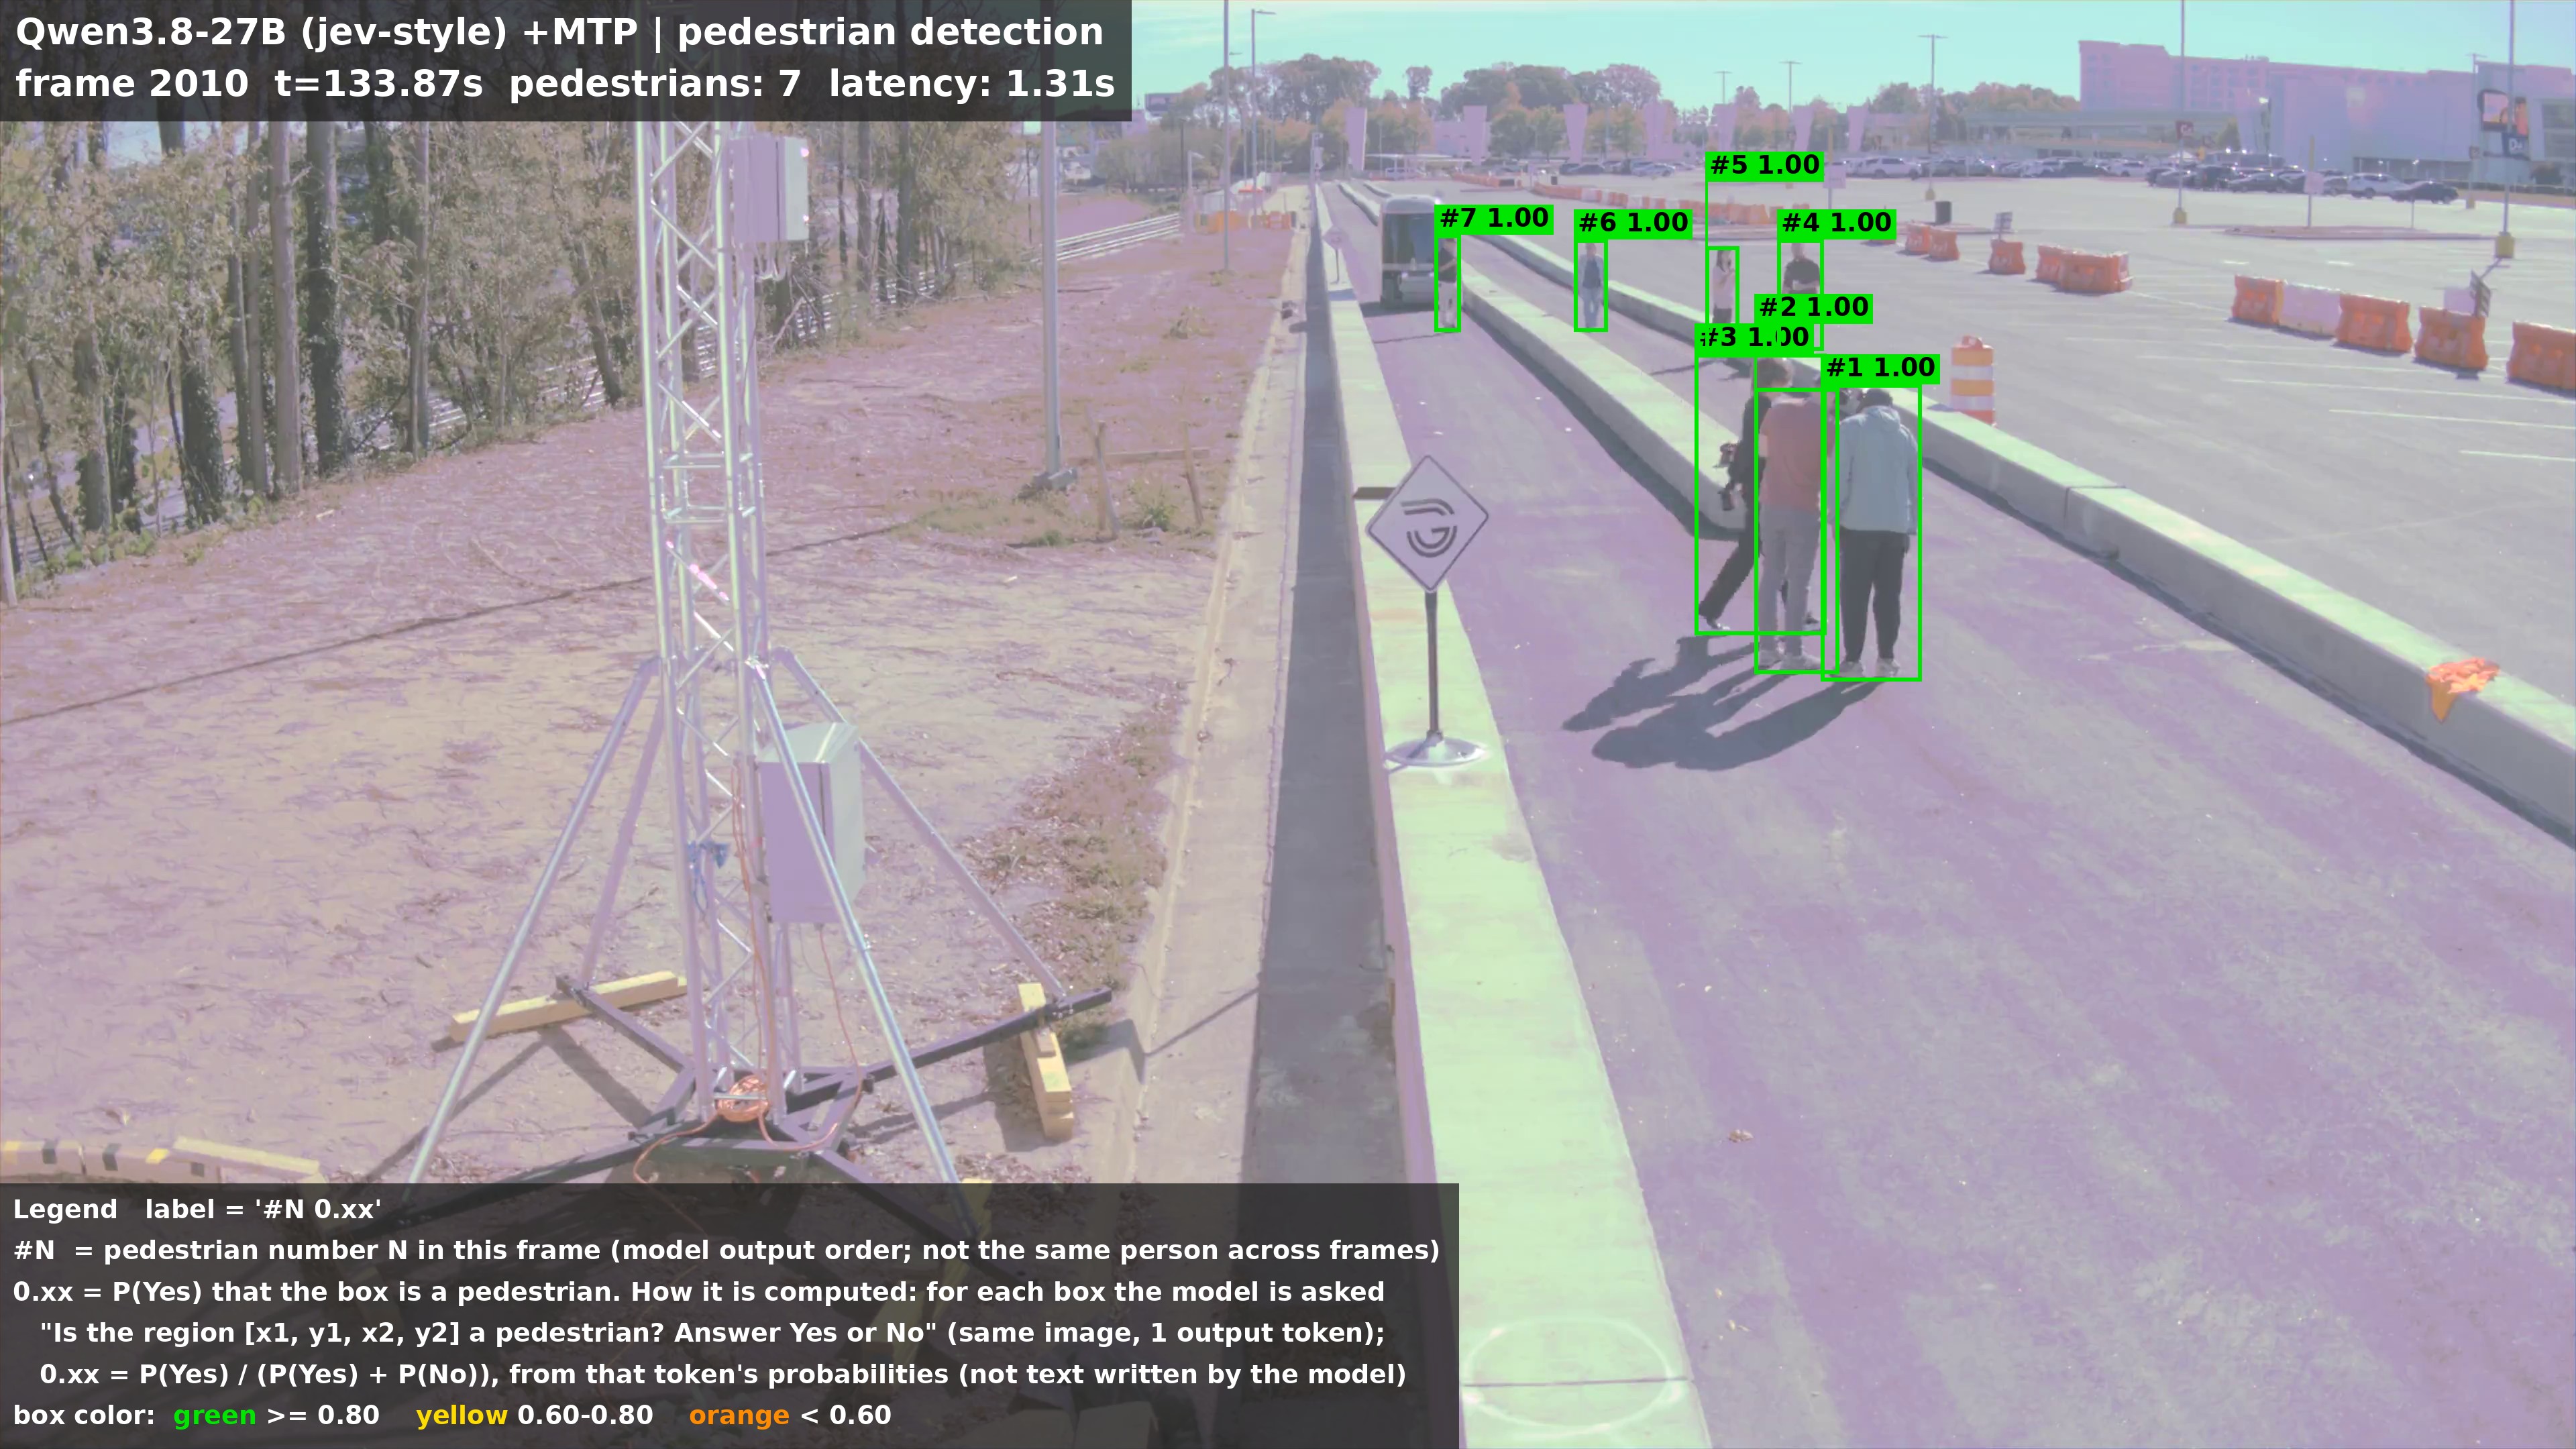 Qwen3.8-27B (jev-style) +MTP | pedestrian detection
frame 2010  t=133.87s  pedestrians: 7  latency: 1.31s
#5 1.00
#7 1.00
#6 1.00
#4 1.00
#2 1.00
#3 1.00
#1 1.00
Legend   label = '#N 0.xx'
#N  = pedestrian number N in this frame (model output order; not the same person across frames)
0.xx = P(Yes) that the box is a pedestrian. How it is computed: for each box the model is asked
"Is the region [x1, y1, x2, y2] a pedestrian? Answer Yes or No" (same image, 1 output token);
0.xx = P(Yes) / (P(Yes) + P(No)), from that token's probabilities (not text written by the model)
box color:  green >= 0.80    yellow 0.60-0.80    orange < 0.60